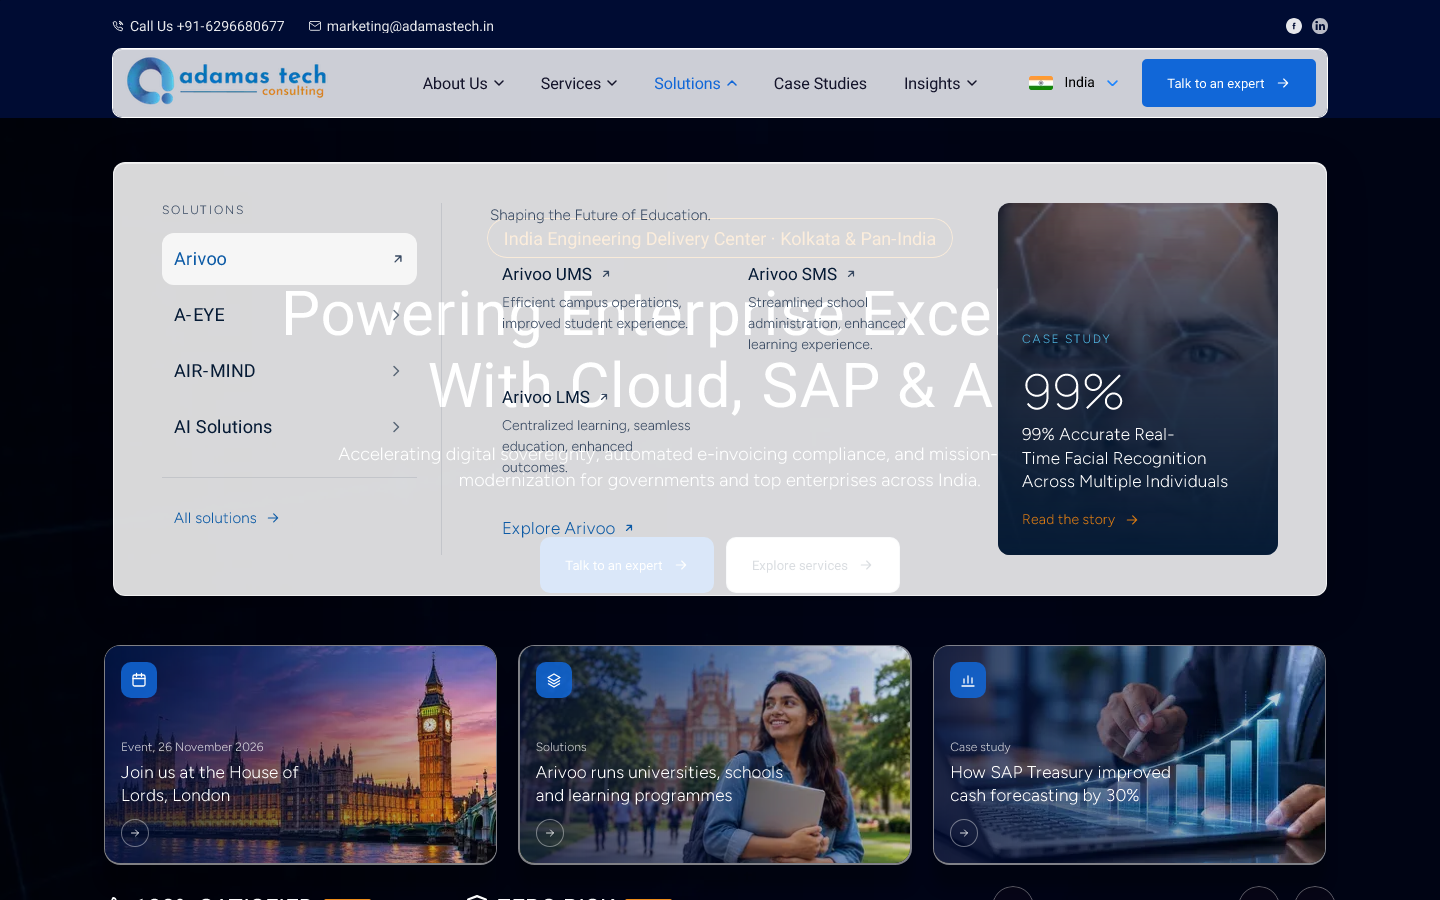 Call Us +91-6296680677
marketing@adamastech.in
adamas tech
consulting
About Us
Services
Solutions
Case Studies
Insights
India
Talk to an expert
SOLUTIONS
Arivoo
A-EYE
AIR-MIND
AI Solutions
All solutions
Shaping the Future of Education.
India Engineering Delivery Center · Kolkata & Pan-India
Arivoo UMS
Efficient campus operations,
improved student experience.
Arivoo SMS
Streamlined school
administration, enhanced
learning experience.
Powering Enterprise Excel
With Cloud, SAP & A
Arivoo LMS
Centralized learning, seamless
education, enhanced
outcomes.
Accelerating digital sovereignty, automated e-invoicing compliance, and mission-
modernization for governments and top enterprises across India.
Explore Arivoo
Talk to an expert
Explore services
CASE STUDY
99%
99% Accurate Real-
Time Facial Recognition
Across Multiple Individuals
Read the story
Event, 26 November 2026
Join us at the House of
Lords, London
Solutions
Arivoo runs universities, schools
and learning programmes
Case study
How SAP Treasury improved
cash forecasting by 30%